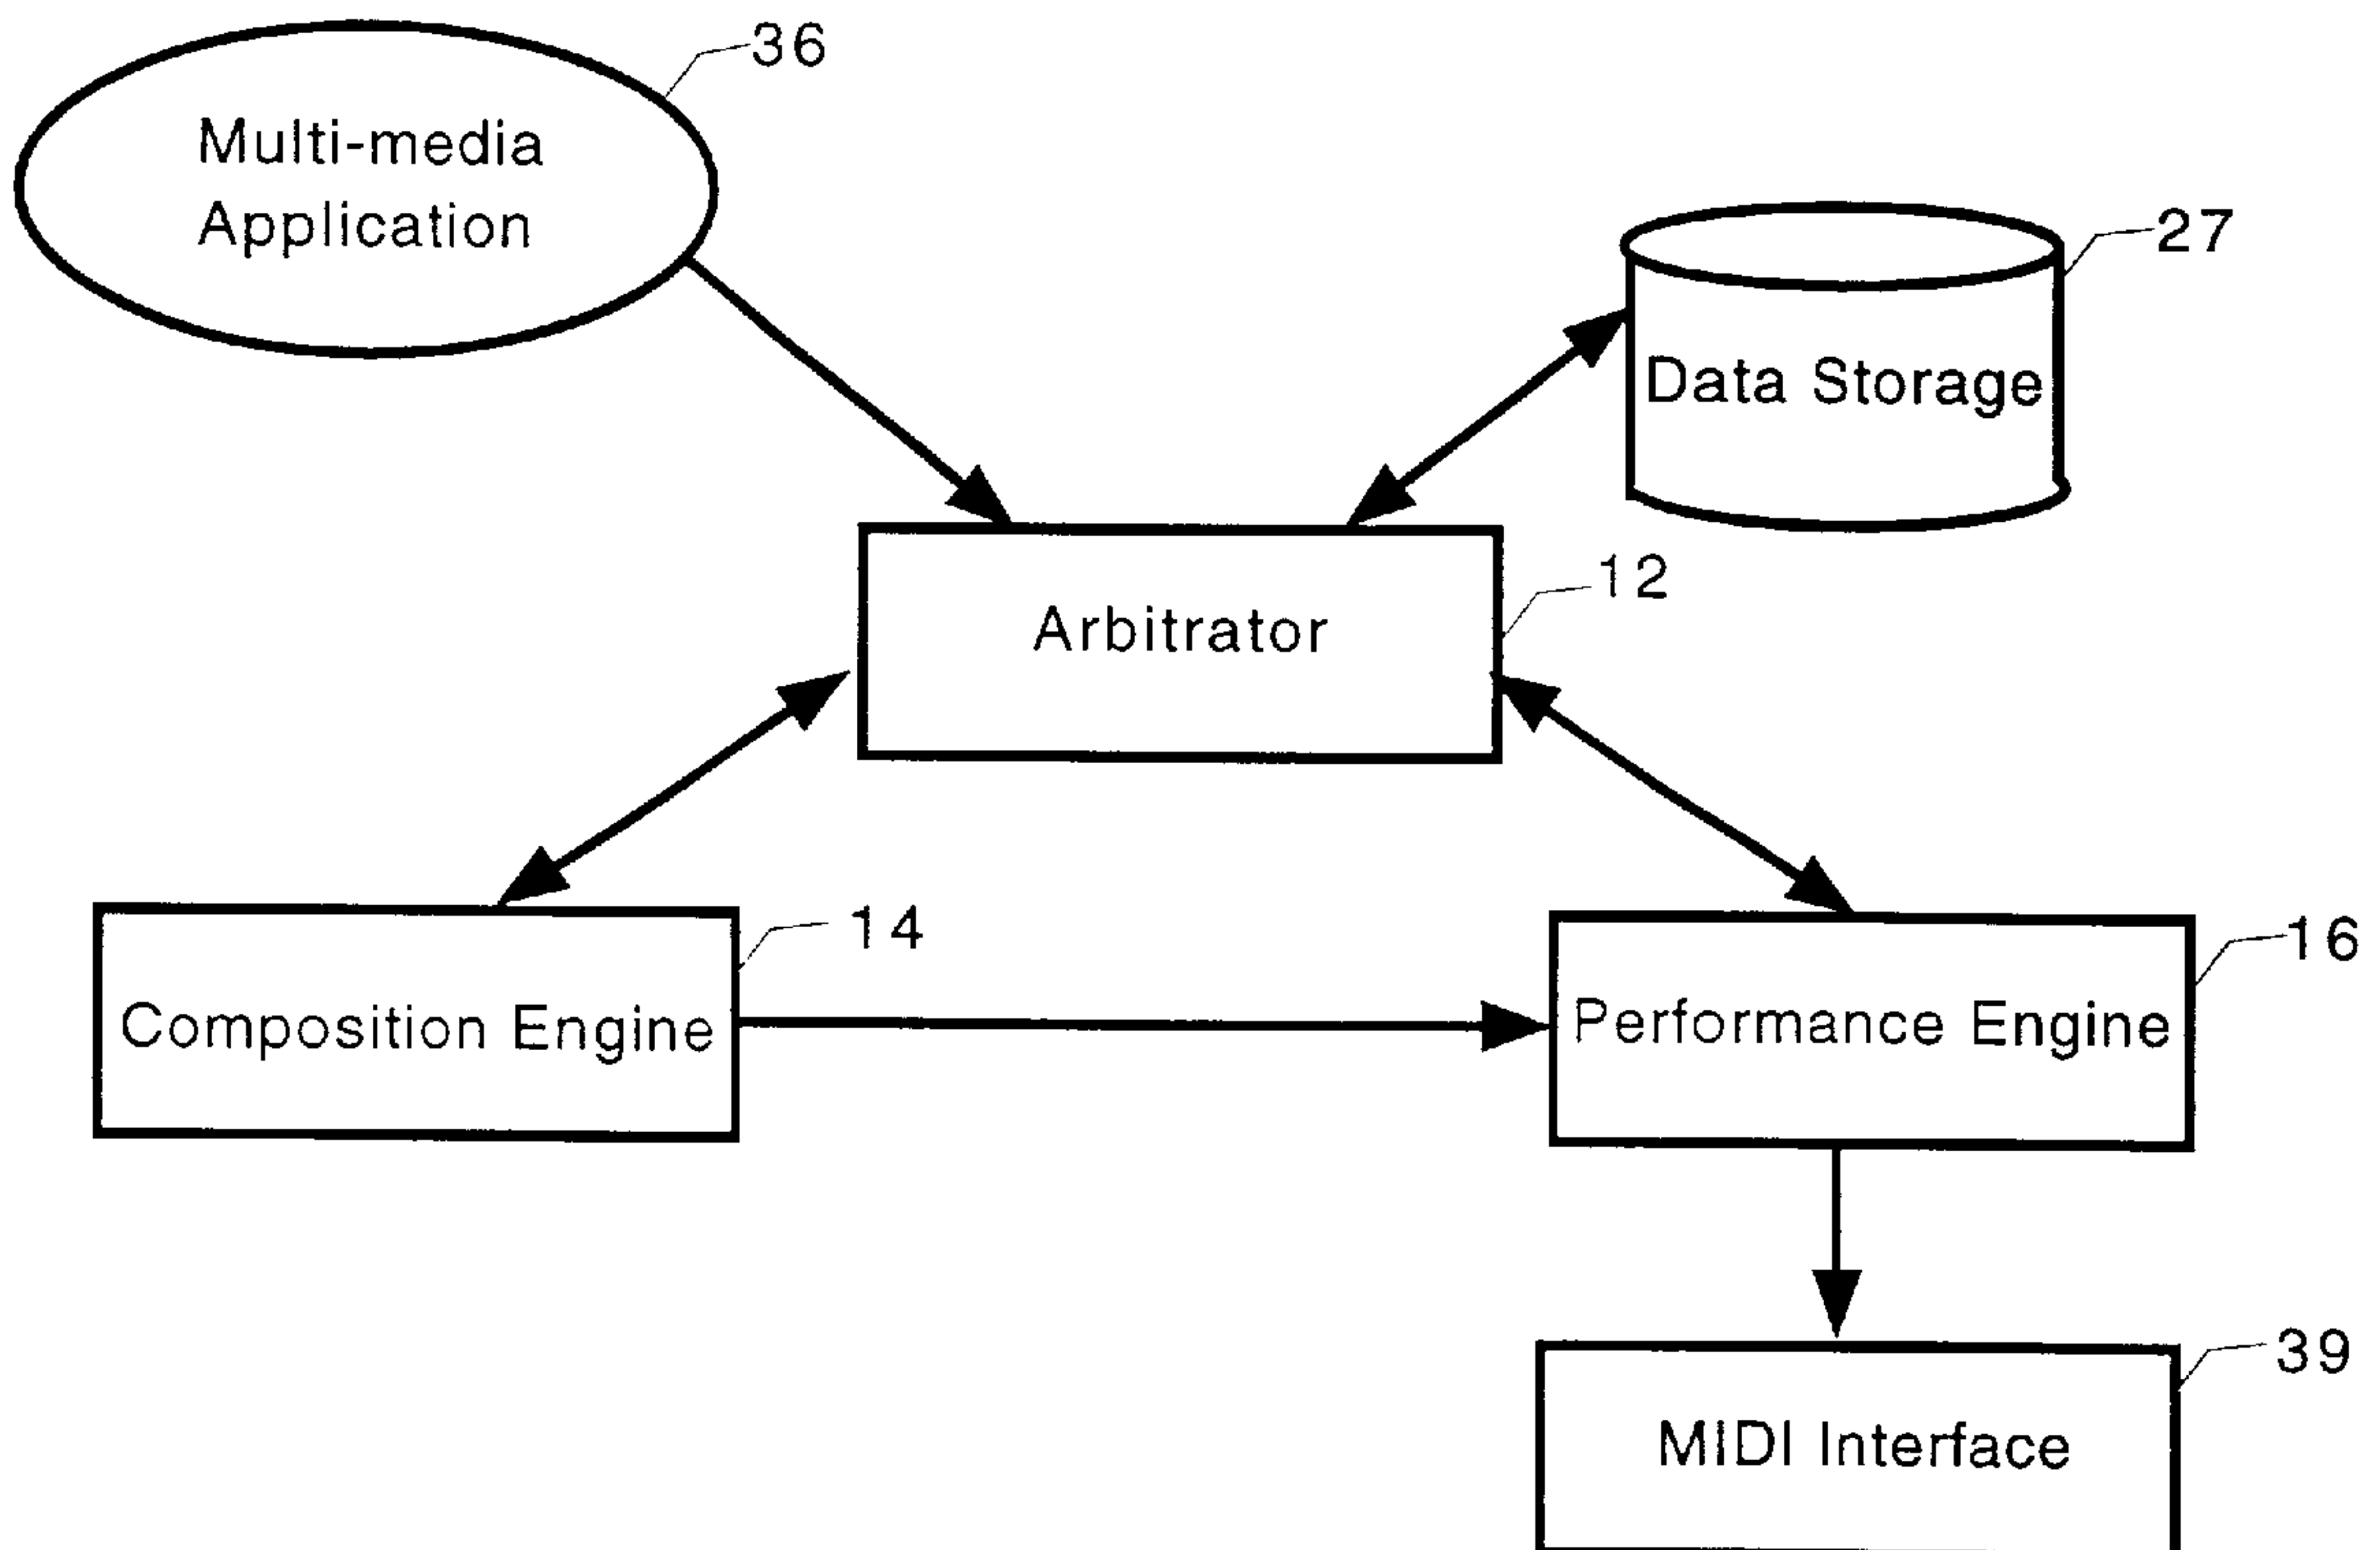 36
Multi-media
Application
27
Data Storage
12
Arbitrator
14
Composition Engine
16
Performance Engine
39
MIDI Interface